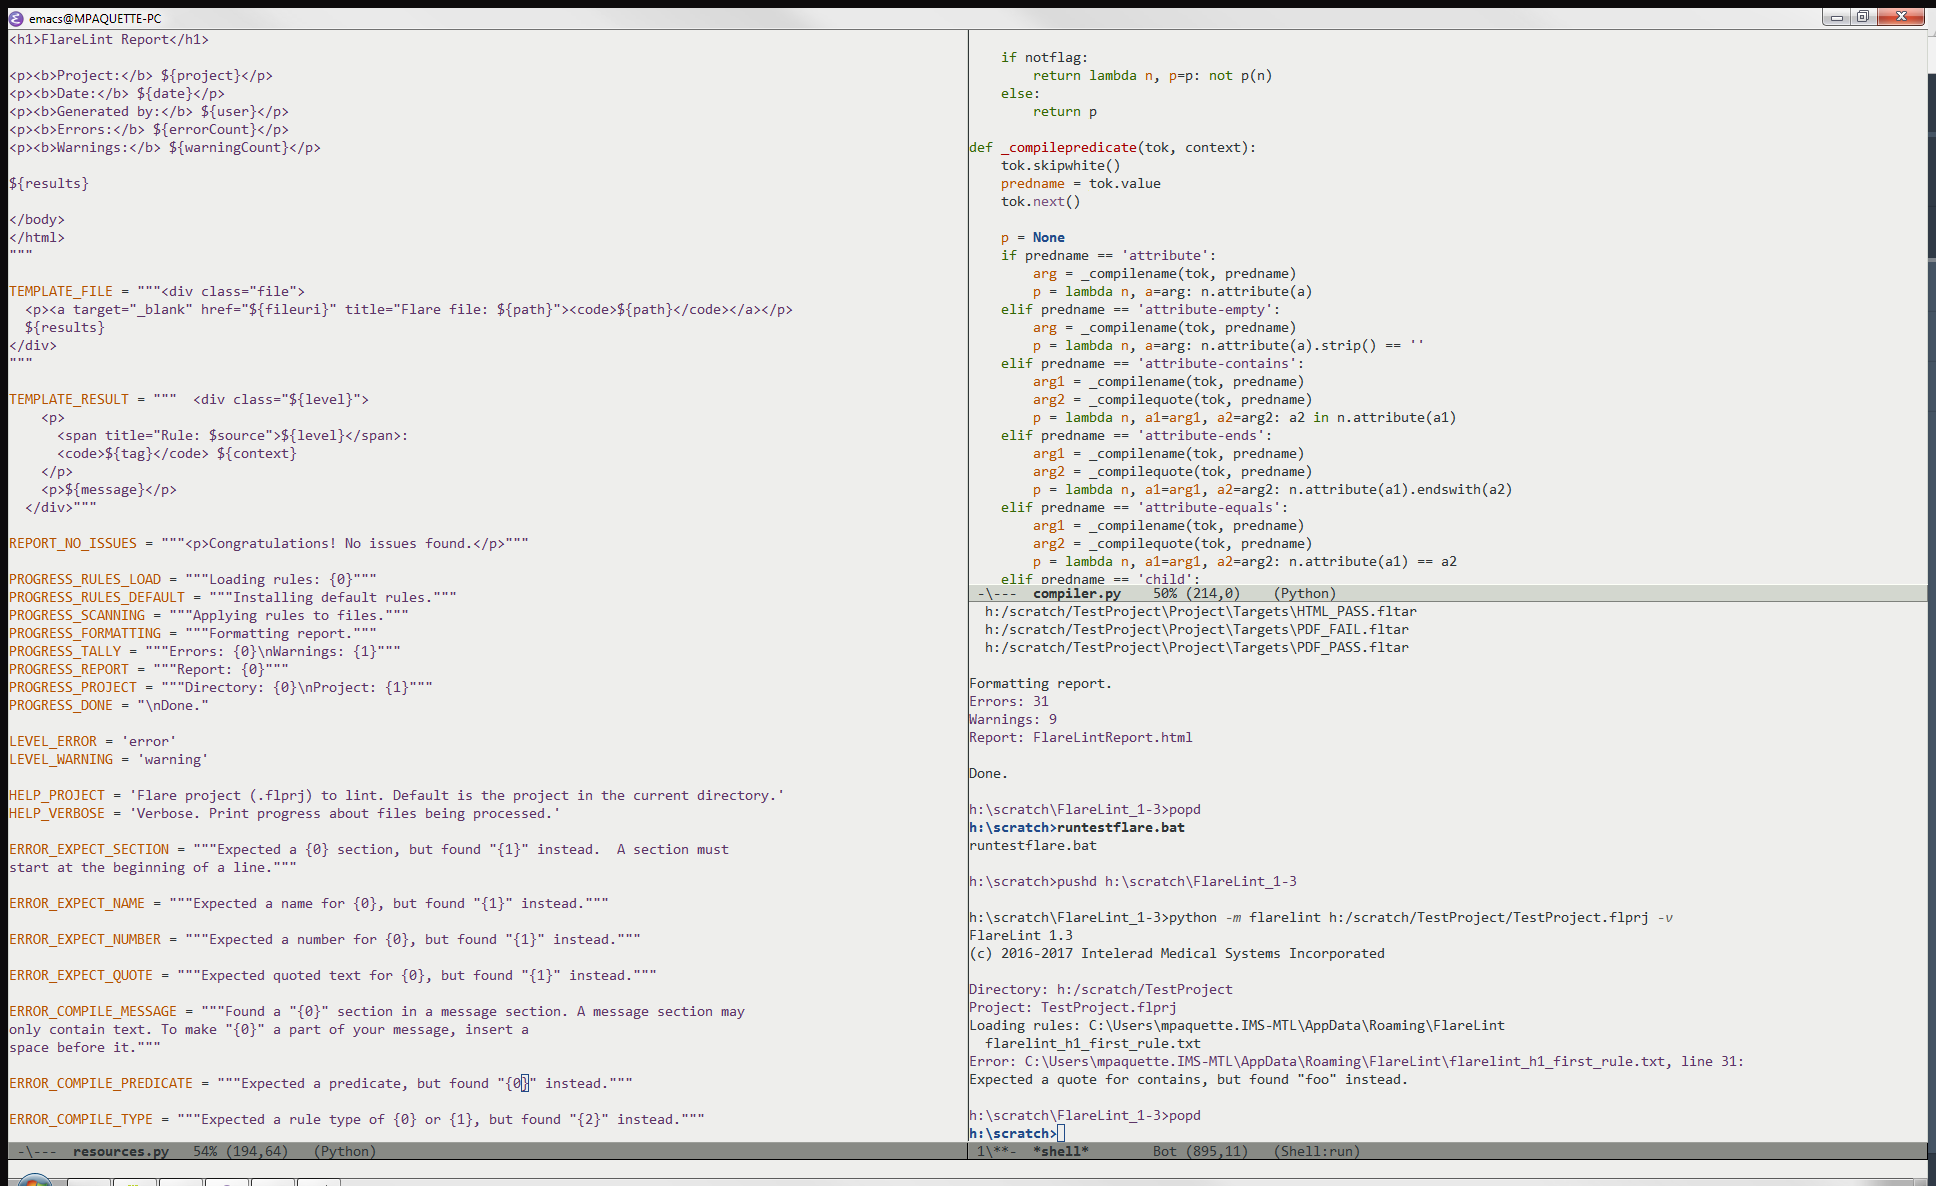 emacs@MPAQUETTE-PC
<h1>FlareLint Report</h1>
<p><b>Project:</b> ${project}</p>
<p><b>Date:</b> ${date}</p>
<p><b>Generated by:</b> ${user}</p>
<p><b>Errors:</b> ${errorCount}</p>
<p><b>Warnings:</b> ${warningCount}</p>
${results}
</body>
</html>
"""
TEMPLATE_FILE = """<div class="file">
  <p><a target="_blank" href="${fileuri}" title="Flare file: ${path}"><code>${path}</code></a></p>
  ${results}
</div>
"""
TEMPLATE_RESULT = """  <div class="${level}">
    <p>
      <span title="Rule: $source">${level}</span>:
      <code>${tag}</code> ${context}
    </p>
    <p>${message}</p>
  </div>"""
REPORT_NO_ISSUES = """<p>Congratulations! No issues found.</p>"""
PROGRESS_RULES_LOAD = """Loading rules: {0}"""
PROGRESS_RULES_DEFAULT = """Installing default rules."""
PROGRESS_SCANNING = """Applying rules to files."""
PROGRESS_FORMATTING = """Formatting report."""
PROGRESS_TALLY = """Errors: {0}\nWarnings: {1}"""
PROGRESS_REPORT = """Report: {0}"""
PROGRESS_PROJECT = """Directory: {0}\nProject: {1}"""
PROGRESS_DONE = "\nDone."
LEVEL_ERROR = 'error'
LEVEL_WARNING = 'warning'
HELP_PROJECT = 'Flare project (.flprj) to lint. Default is the project in the current directory.'
HELP_VERBOSE = 'Verbose. Print progress about files being processed.'
ERROR_EXPECT_SECTION = """Expected a {0} section, but found "{1}" instead.  A section must
start at the beginning of a line."""
ERROR_EXPECT_NAME = """Expected a name for {0}, but found "{1}" instead."""
ERROR_EXPECT_NUMBER = """Expected a number for {0}, but found "{1}" instead."""
ERROR_EXPECT_QUOTE = """Expected quoted text for {0}, but found "{1}" instead."""
ERROR_COMPILE_MESSAGE = """Found a "{0}" section in a message section. A message section may
only contain text. To make "{0}" a part of your message, insert a
space before it."""
ERROR_COMPILE_PREDICATE = """Expected a predicate, but found "{0}" instead."""
ERROR_COMPILE_TYPE = """Expected a rule type of {0} or {1}, but found "{2}" instead."""
-\---  resources.py   54% (194,64)   (Python)
    if notflag:
        return lambda n, p=p: not p(n)
    else:
        return p
def _compilepredicate(tok, context):
    tok.skipwhite()
    predname = tok.value
    tok.next()
    p = None
    if predname == 'attribute':
        arg = _compilename(tok, predname)
        p = lambda n, a=arg: n.attribute(a)
    elif predname == 'attribute-empty':
        arg = _compilename(tok, predname)
        p = lambda n, a=arg: n.attribute(a).strip() == ''
    elif predname == 'attribute-contains':
        arg1 = _compilename(tok, predname)
        arg2 = _compilequote(tok, predname)
        p = lambda n, a1=arg1, a2=arg2: a2 in n.attribute(a1)
    elif predname == 'attribute-ends':
        arg1 = _compilename(tok, predname)
        arg2 = _compilequote(tok, predname)
        p = lambda n, a1=arg1, a2=arg2: n.attribute(a1).endswith(a2)
    elif predname == 'attribute-equals':
        arg1 = _compilename(tok, predname)
        arg2 = _compilequote(tok, predname)
        p = lambda n, a1=arg1, a2=arg2: n.attribute(a1) == a2
    elif predname == 'child':
-\---  compiler.py    50% (214,0)    (Python)
  h:/scratch/TestProject\Project\Targets\HTML_PASS.fltar
  h:/scratch/TestProject\Project\Targets\PDF_FAIL.fltar
  h:/scratch/TestProject\Project\Targets\PDF_PASS.fltar
Formatting report.
Errors: 31
Warnings: 9
Report: FlareLintReport.html
Done.
h:\scratch\FlareLint_1-3>popd
h:\scratch>runtestflare.bat
runtestflare.bat
h:\scratch>pushd h:\scratch\FlareLint_1-3
h:\scratch\FlareLint_1-3>python -m flarelint h:/scratch/TestProject/TestProject.flprj -v
FlareLint 1.3
(c) 2016-2017 Intelerad Medical Systems Incorporated
Directory: h:/scratch/TestProject
Project: TestProject.flprj
Loading rules: C:\Users\mpaquette.IMS-MTL\AppData\Roaming\FlareLint
  flarelint_h1_first_rule.txt
Error: C:\Users\mpaquette.IMS-MTL\AppData\Roaming\FlareLint\flarelint_h1_first_rule.txt, line 31:
Expected a quote for contains, but found "foo" instead.
h:\scratch\FlareLint_1-3>popd
h:\scratch>
1\**-  *shell*        Bot (895,11)   (Shell:run)